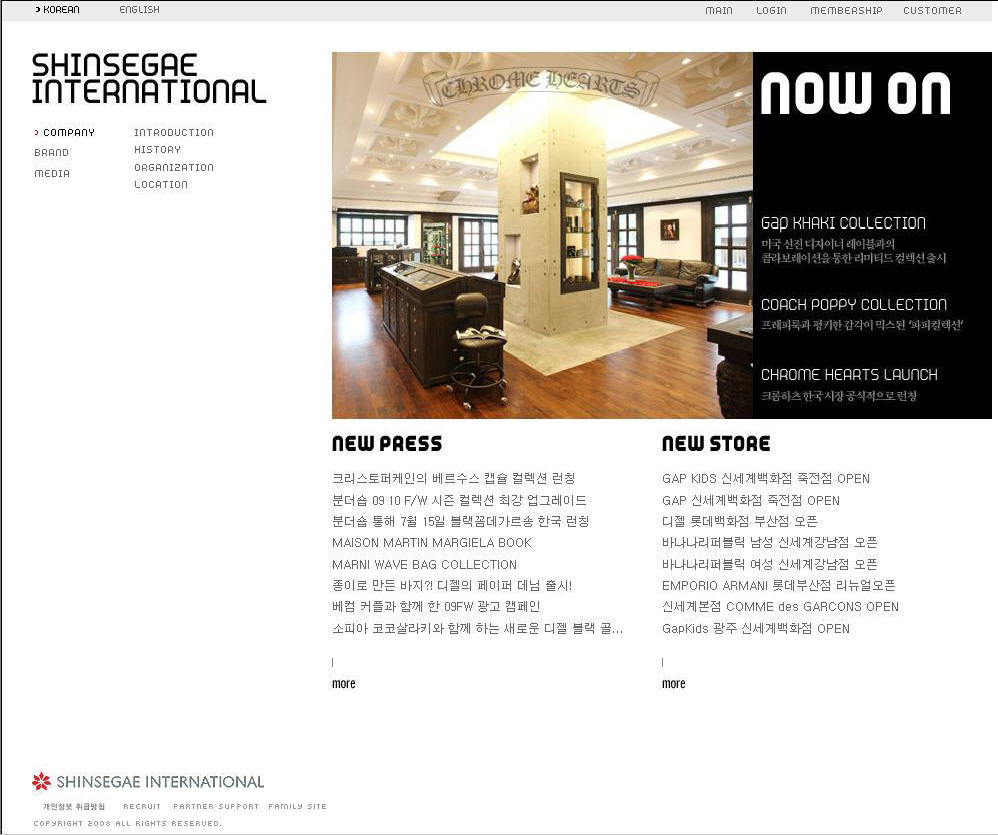 KOREAN
ENGLISH
MAIN
LOGIN
MEMBERSHIP
CUSTOMER
SHINSEGAE
INTERNATIONAL
COMPANY
BRAND
MEDIA
INTRODUCTION
HISTORY
ORGANIZATION
LOCATION
CHROME HEARTS
NOW ON
Gap KHAKI COLLECTION
미국 신진 디자이너 레이블과의
콜라보레이션을 통한 리미티드 컬렉션 출시
COACH POPPY COLLECTION
프레피룩과 펑키한 감각이 믹스된 '파피컬렉션'
CHROME HEARTS LAUNCH
크롬하츠 한국 시장 공식적으로 런칭
NEW PRESS
크리스토퍼케인의 베르수스 캡슐 컬렉션 런칭
분더숍 09 10 F/W 시즌 컬렉션 최강 업그레이드
분더숍 통해 7월 15일 블랙꼼데가르송 한국 런칭
MAISON MARTIN MARGIELA BOOK
MARNI WAVE BAG COLLECTION
종이로 만든 바지?! 디젤의 페이퍼 데님 출시!
베컴 커플과 함께 한 09FW 광고 캠페인
소피아 코코살라키와 함께 하는 새로운 디젤 블랙 골...
more
NEW STORE
GAP KIDS 신세계백화점 죽전점 OPEN
GAP 신세계백화점 죽전점 OPEN
디젤 롯데백화점 부산점 오픈
바나나리퍼블릭 남성 신세계강남점 오픈
바나나리퍼블릭 여성 신세계강남점 오픈
EMPORIO ARMANI 롯데부산점 리뉴얼오픈
신세계본점 COMME des GARCONS OPEN
GapKids 광주 신세계백화점 OPEN
more
SHINSEGAE INTERNATIONAL
개인정보 취급방침
RECRUIT
PARTNER SUPPORT
FAMILY SITE
COPYRIGHT 2008 ALL RIGHTS RESERVED.